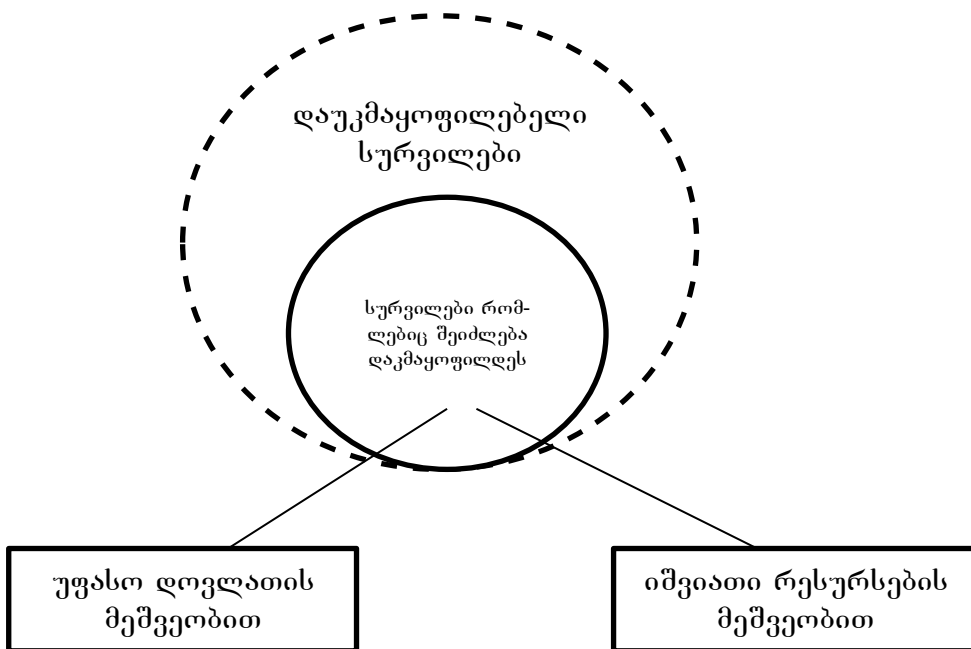 დაუკმაყოფილებელი
სურვილები
სურვილები რომ-
ლებიც შეიძლება
დაკმაყოფილდეს
უფასო დოვლათის
მეშვეობით
იშვიათი რესურსების
მეშვეობით